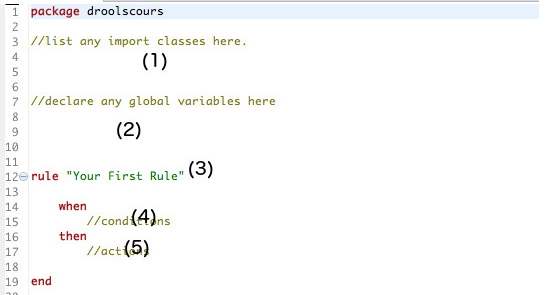 1 package droolscours
2
3 //list any import classes here.
4 (1)
5
6
7 //declare any global variables here
8
9 (2)
10
11
12 rule "Your First Rule" (3)
13
14 when
15 //conditions (4)
16 then
17 //actions (5)
18
19 end